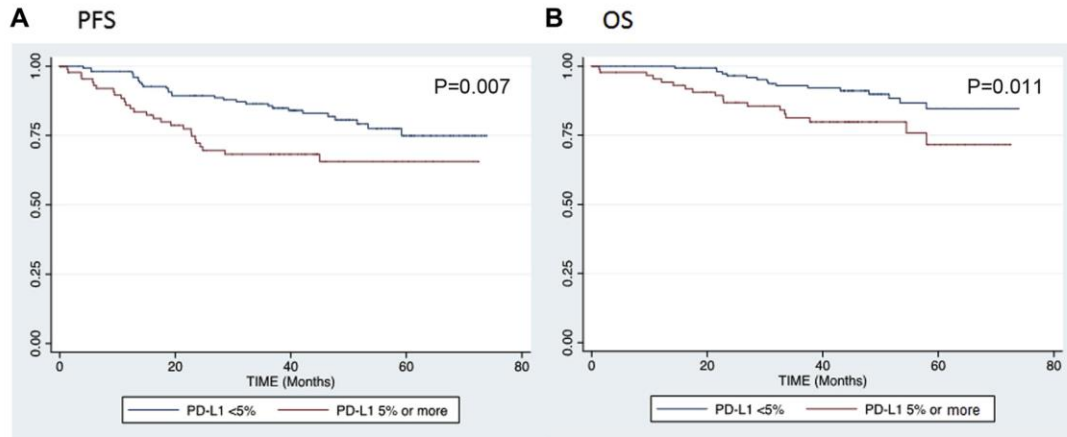 A PFS
P=0.007
1.00
0.75
0.50
0.25
0.00
0 20 40 60 80
TIME (Months)
PD-L1 <5% PD-L1 5% or more
B OS
P=0.011
1.00
0.75
0.50
0.25
0.00
0 20 40 60 80
TIME (Months)
PD-L1 <5% PD-L1 5% or more